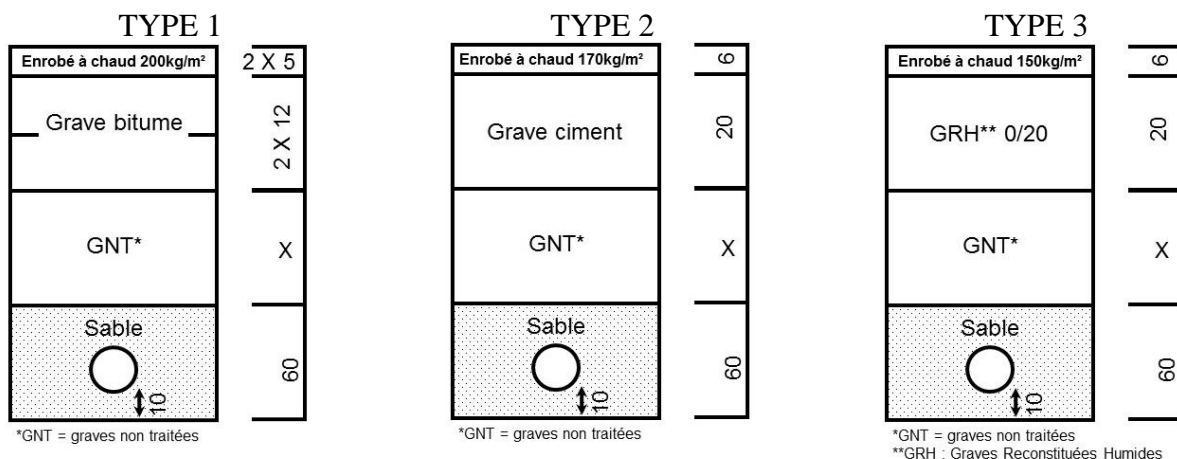 TYPE 1
Enrobé à chaud 200kg/m²
2 X 5
Grave bitume
2 X 12
GNT*
X
Sable
60
10
*GNT = graves non traitées
TYPE 2
Enrobé à chaud 170kg/m²
6
Grave ciment
20
GNT*
X
Sable
60
10
*GNT = graves non traitées
TYPE 3
Enrobé à chaud 150kg/m²
6
GRH** 0/20
20
GNT*
X
Sable
60
10
*GNT = graves non traitées
**GRH : Graves Reconstituées Humides